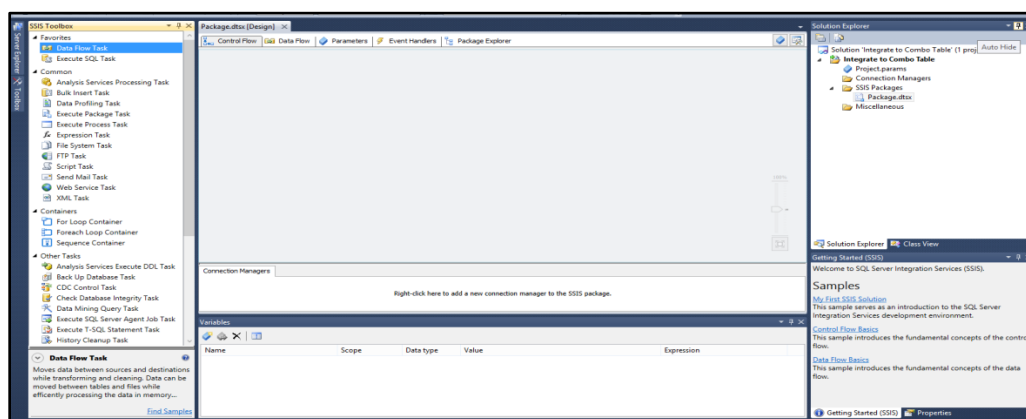 Server Explorer
Toolbox
SSIS Toolbox
Favorites
Data Flow Task
Execute SQL Task
Common
Analysis Services Processing Task
Bulk Insert Task
Data Profiling Task
Execute Package Task
Execute Process Task
Expression Task
File System Task
FTP Task
Script Task
Send Mail Task
Web Service Task
XML Task
Containers
For Loop Container
Foreach Loop Container
Sequence Container
Other Tasks
Analysis Services Execute DDL Task
Back Up Database Task
CDC Control Task
Check Database Integrity Task
Data Mining Query Task
Execute SQL Server Agent Job Task
Execute T-SQL Statement Task
History Cleanup Task
Data Flow Task
Moves data between sources and destinations
while transforming and cleaning. Data can be
moved between tables and files while
efficently processing the data in memory...
Find Samples
Package.dtsx [Design]
Control Flow Data Flow Parameters Event Handlers Package Explorer
100%
Connection Managers
Right-click here to add a new connection manager to the SSIS package.
Variables
Name Scope Data type Value Expression
Solution Explorer
Auto Hide
Solution 'Integrate to Combo Table' (1 proj
Integrate to Combo Table
Project.params
Connection Managers
SSIS Packages
Package.dtsx
Miscellaneous
Solution Explorer Class View
Getting Started (SSIS)
Welcome to SQL Server Integration Services (SSIS).
Samples
My First SSIS Solution
This sample serves as an introduction to the SQL Server
Integration Services development environment.
Control Flow Basics
This sample introduces the fundamental concepts of the contro
flow.
Data Flow Basics
This sample introduces the fundamental concepts of the data
flow.
Getting Started (SSIS) Properties